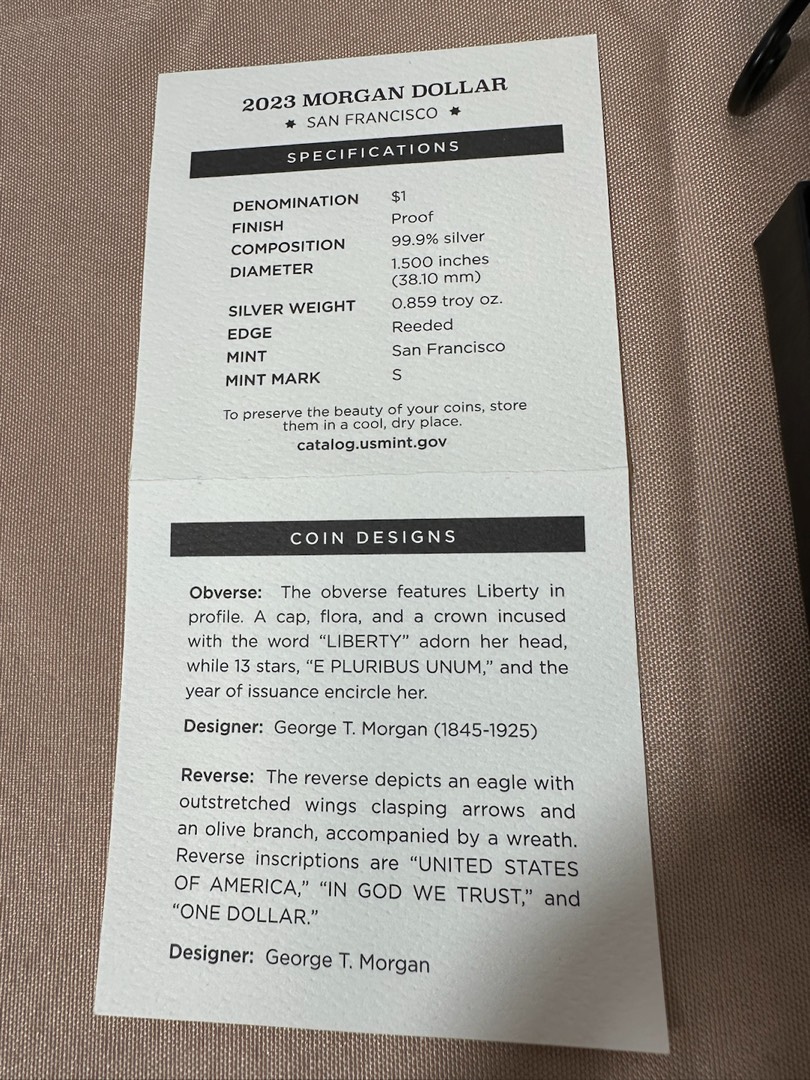 2023 MORGAN DOLLAR
★ SAN FRANCISCO ★
SPECIFICATIONS
DENOMINATION $1
FINISH Proof
COMPOSITION 99.9% silver
DIAMETER 1.500 inches
(38.10 mm)
SILVER WEIGHT 0.859 troy oz.
EDGE Reeded
MINT San Francisco
MINT MARK S
To preserve the beauty of your coins, store
them in a cool, dry place.
catalog.usmint.gov
COIN DESIGNS
Obverse: The obverse features Liberty in
profile. A cap, flora, and a crown incused
with the word “LIBERTY” adorn her head,
while 13 stars, “E PLURIBUS UNUM,” and the
year of issuance encircle her.
Designer: George T. Morgan (1845-1925)
Reverse: The reverse depicts an eagle with
outstretched wings clasping arrows and
an olive branch, accompanied by a wreath.
Reverse inscriptions are “UNITED STATES
OF AMERICA,” “IN GOD WE TRUST,” and
“ONE DOLLAR.”
Designer: George T. Morgan